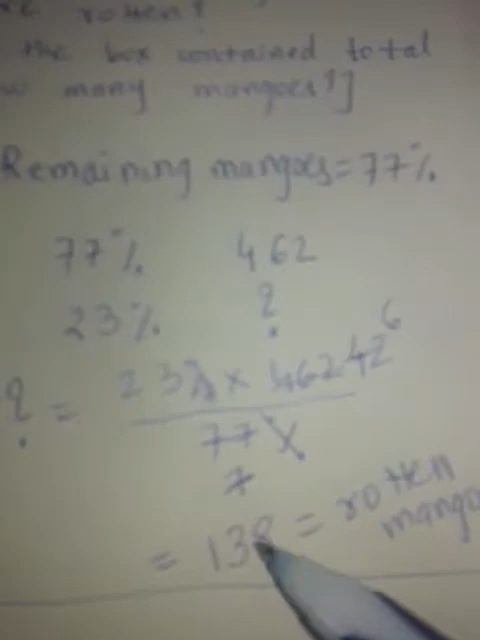 rotten?
the box contained total
many mangoes?]
Remaining mangoes = 77%.
77% 462
23% ?
6
? = 23% × 462 42
77%
7
= 138 = rotten
mango